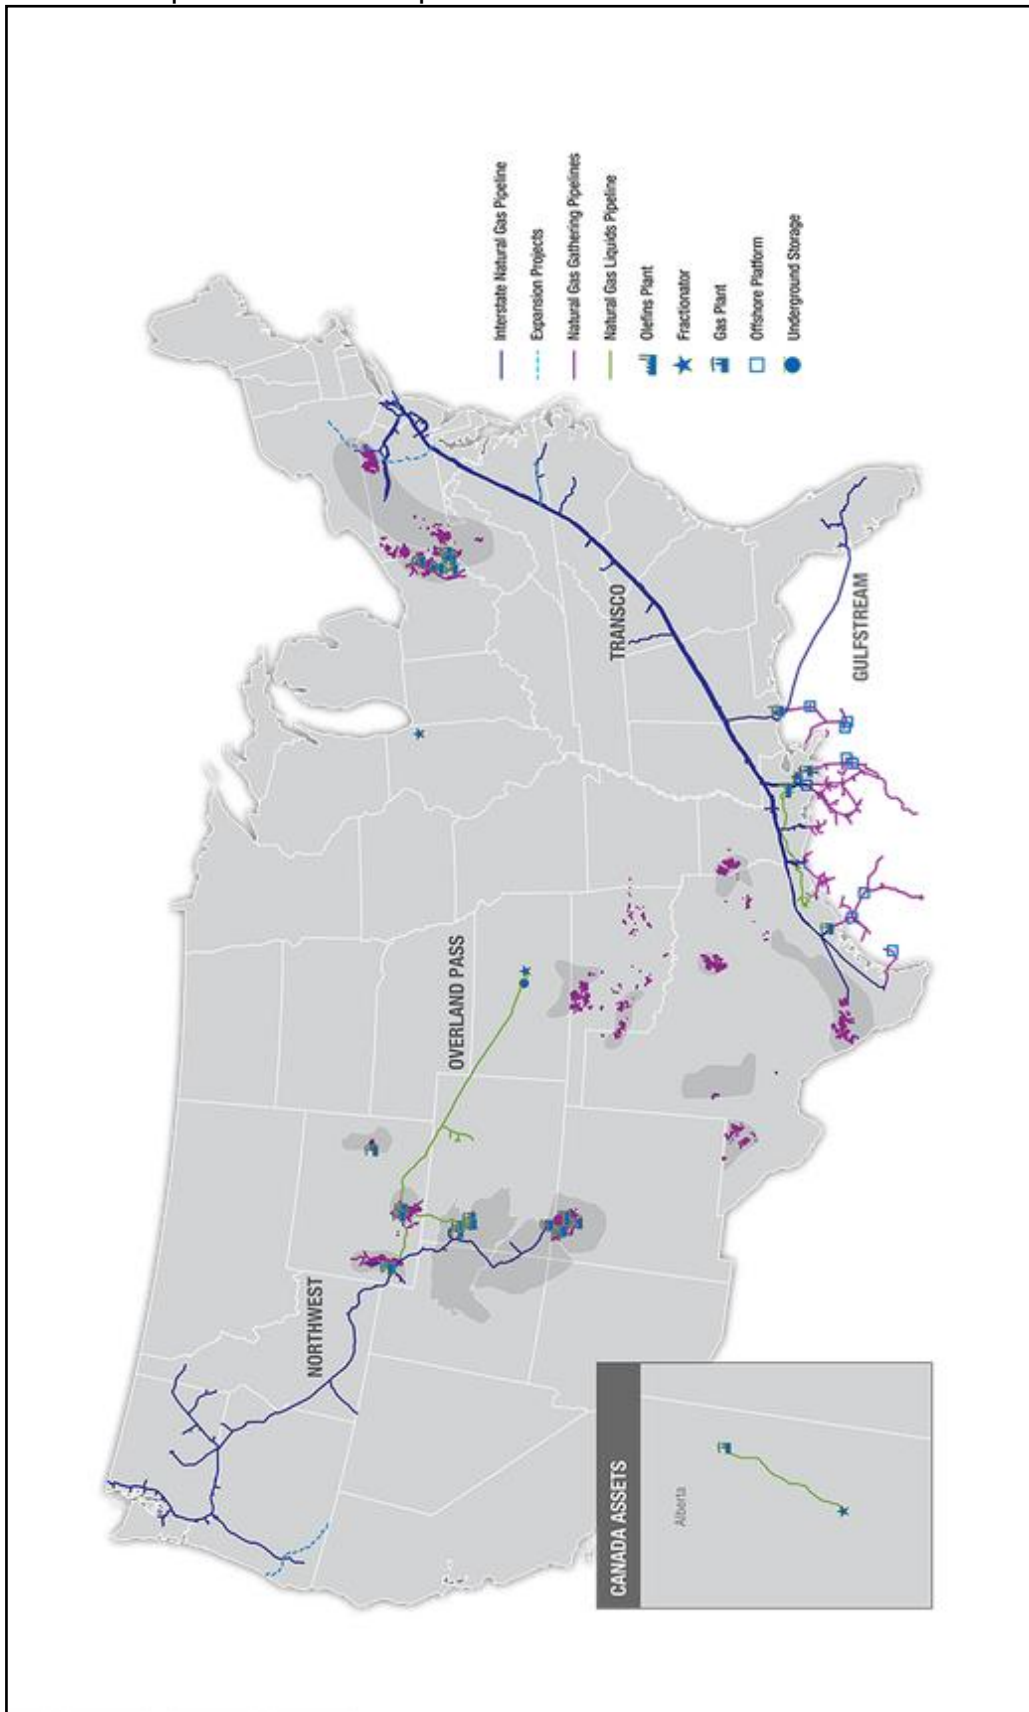 NORTHWEST
OVERLAND PASS
TRANSCO
GULFSTREAM
Interstate Natural Gas Pipeline
Expansion Projects
Natural Gas Gathering Pipelines
Natural Gas Liquids Pipeline
Olefins Plant
Fractionator
Gas Plant
Offshore Platform
Underground Storage
CANADA ASSETS
Alberta